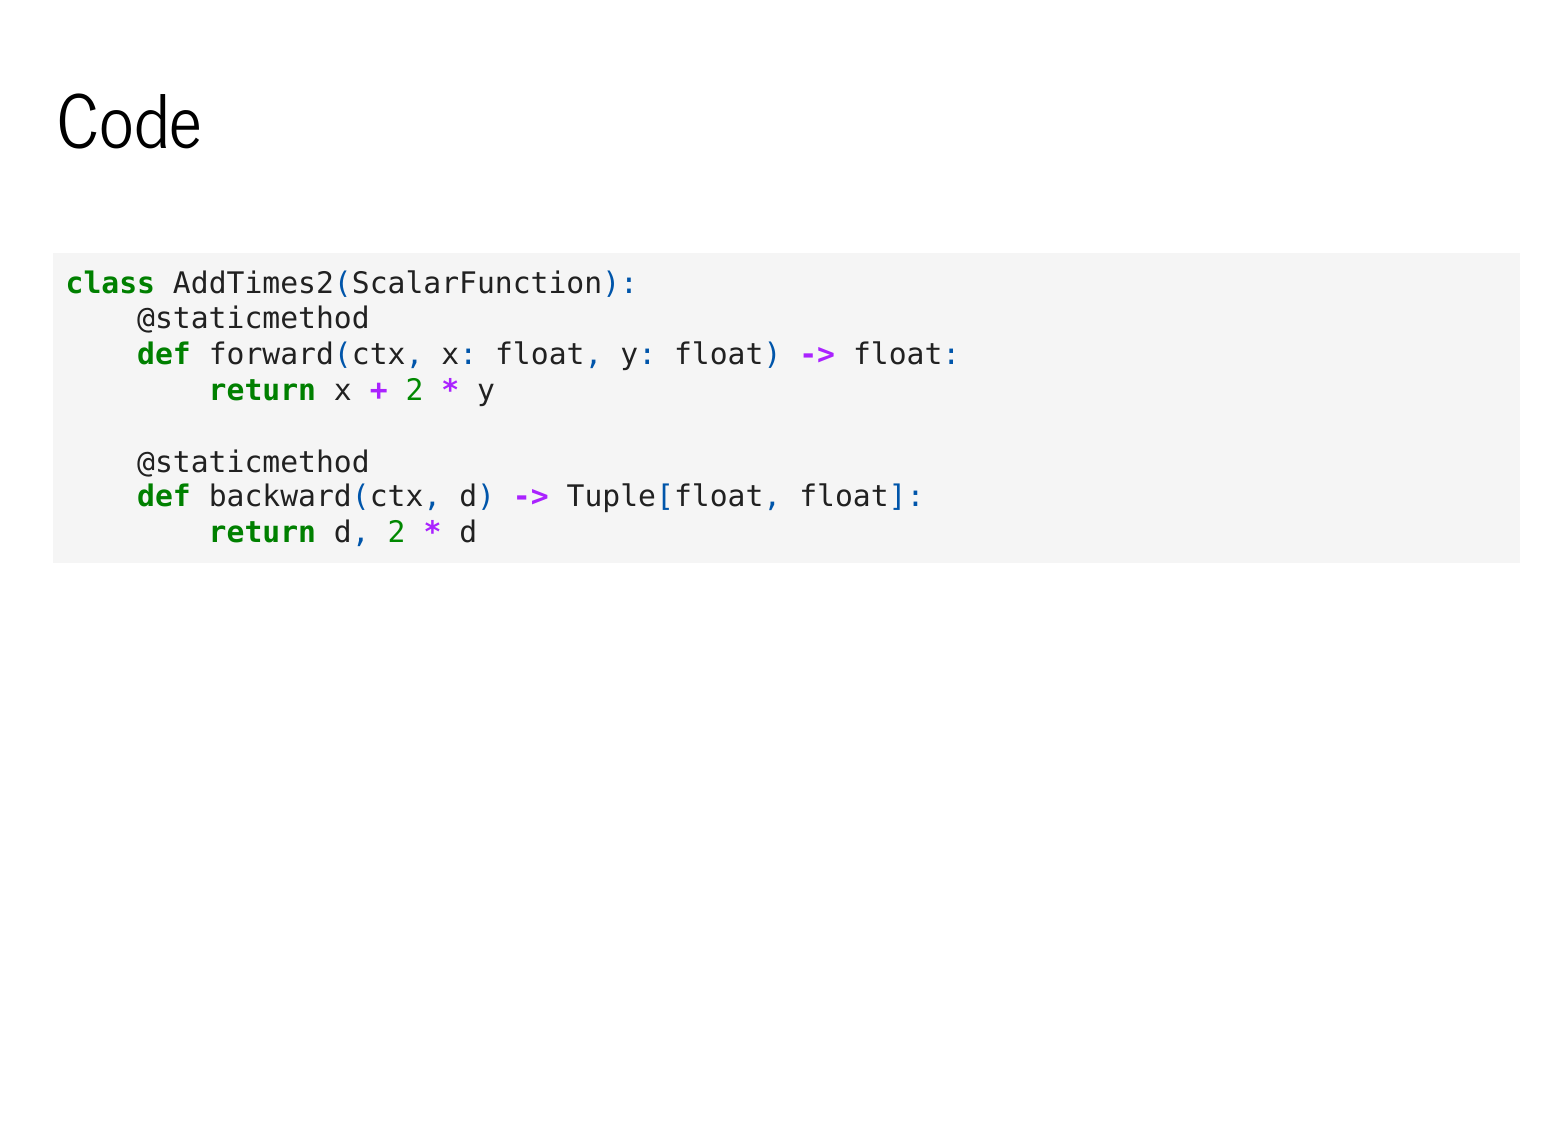 Code
class AddTimes2(ScalarFunction):
    @staticmethod
    def forward(ctx, x: float, y: float) -> float:
        return x + 2 * y

    @staticmethod
    def backward(ctx, d) -> Tuple[float, float]:
        return d, 2 * d